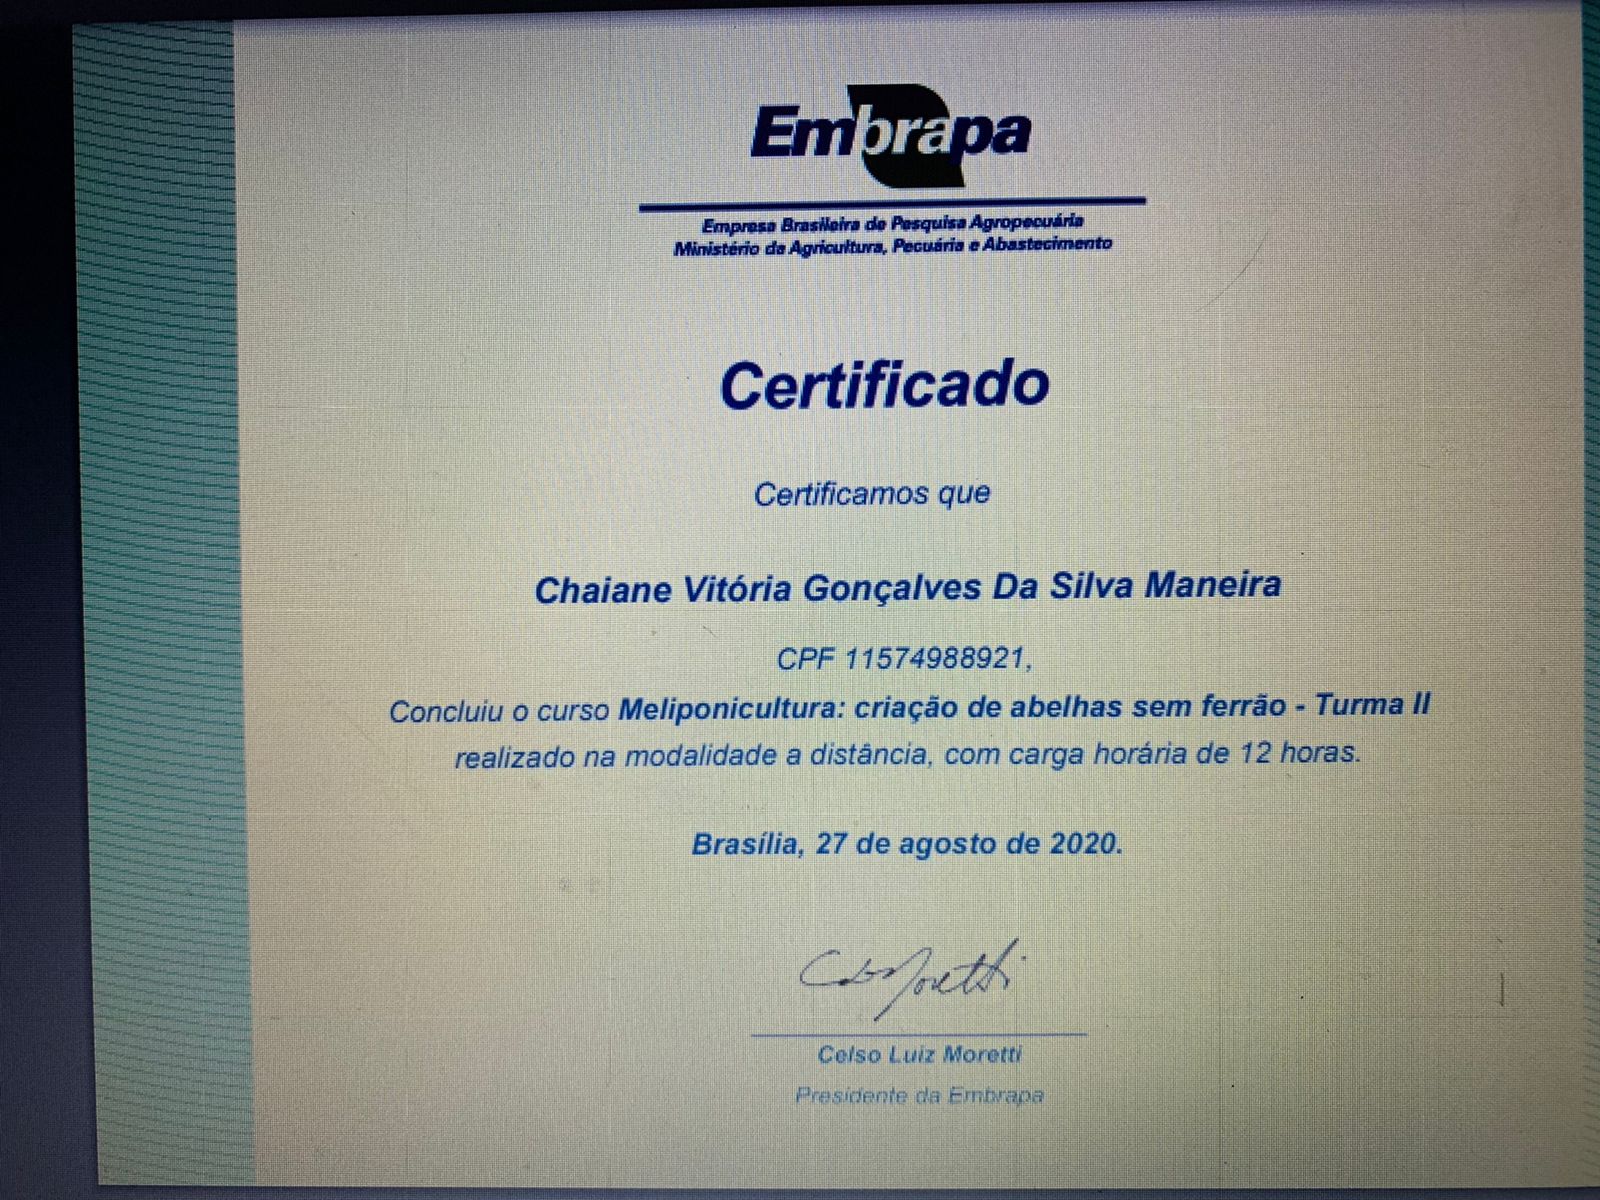 Embrapa
Empresa Brasileira de Pesquisa Agropecuária
Ministério da Agricultura, Pecuária e Abastecimento
Certificado
Certificamos que
Chaiane Vitória Gonçalves Da Silva Maneira
CPF 11574988921,
Concluiu o curso Meliponicultura: criação de abelhas sem ferrão - Turma II
realizado na modalidade a distância, com carga horária de 12 horas.
Brasília, 27 de agosto de 2020.
Celso Luiz Moretti
Presidente da Embrapa